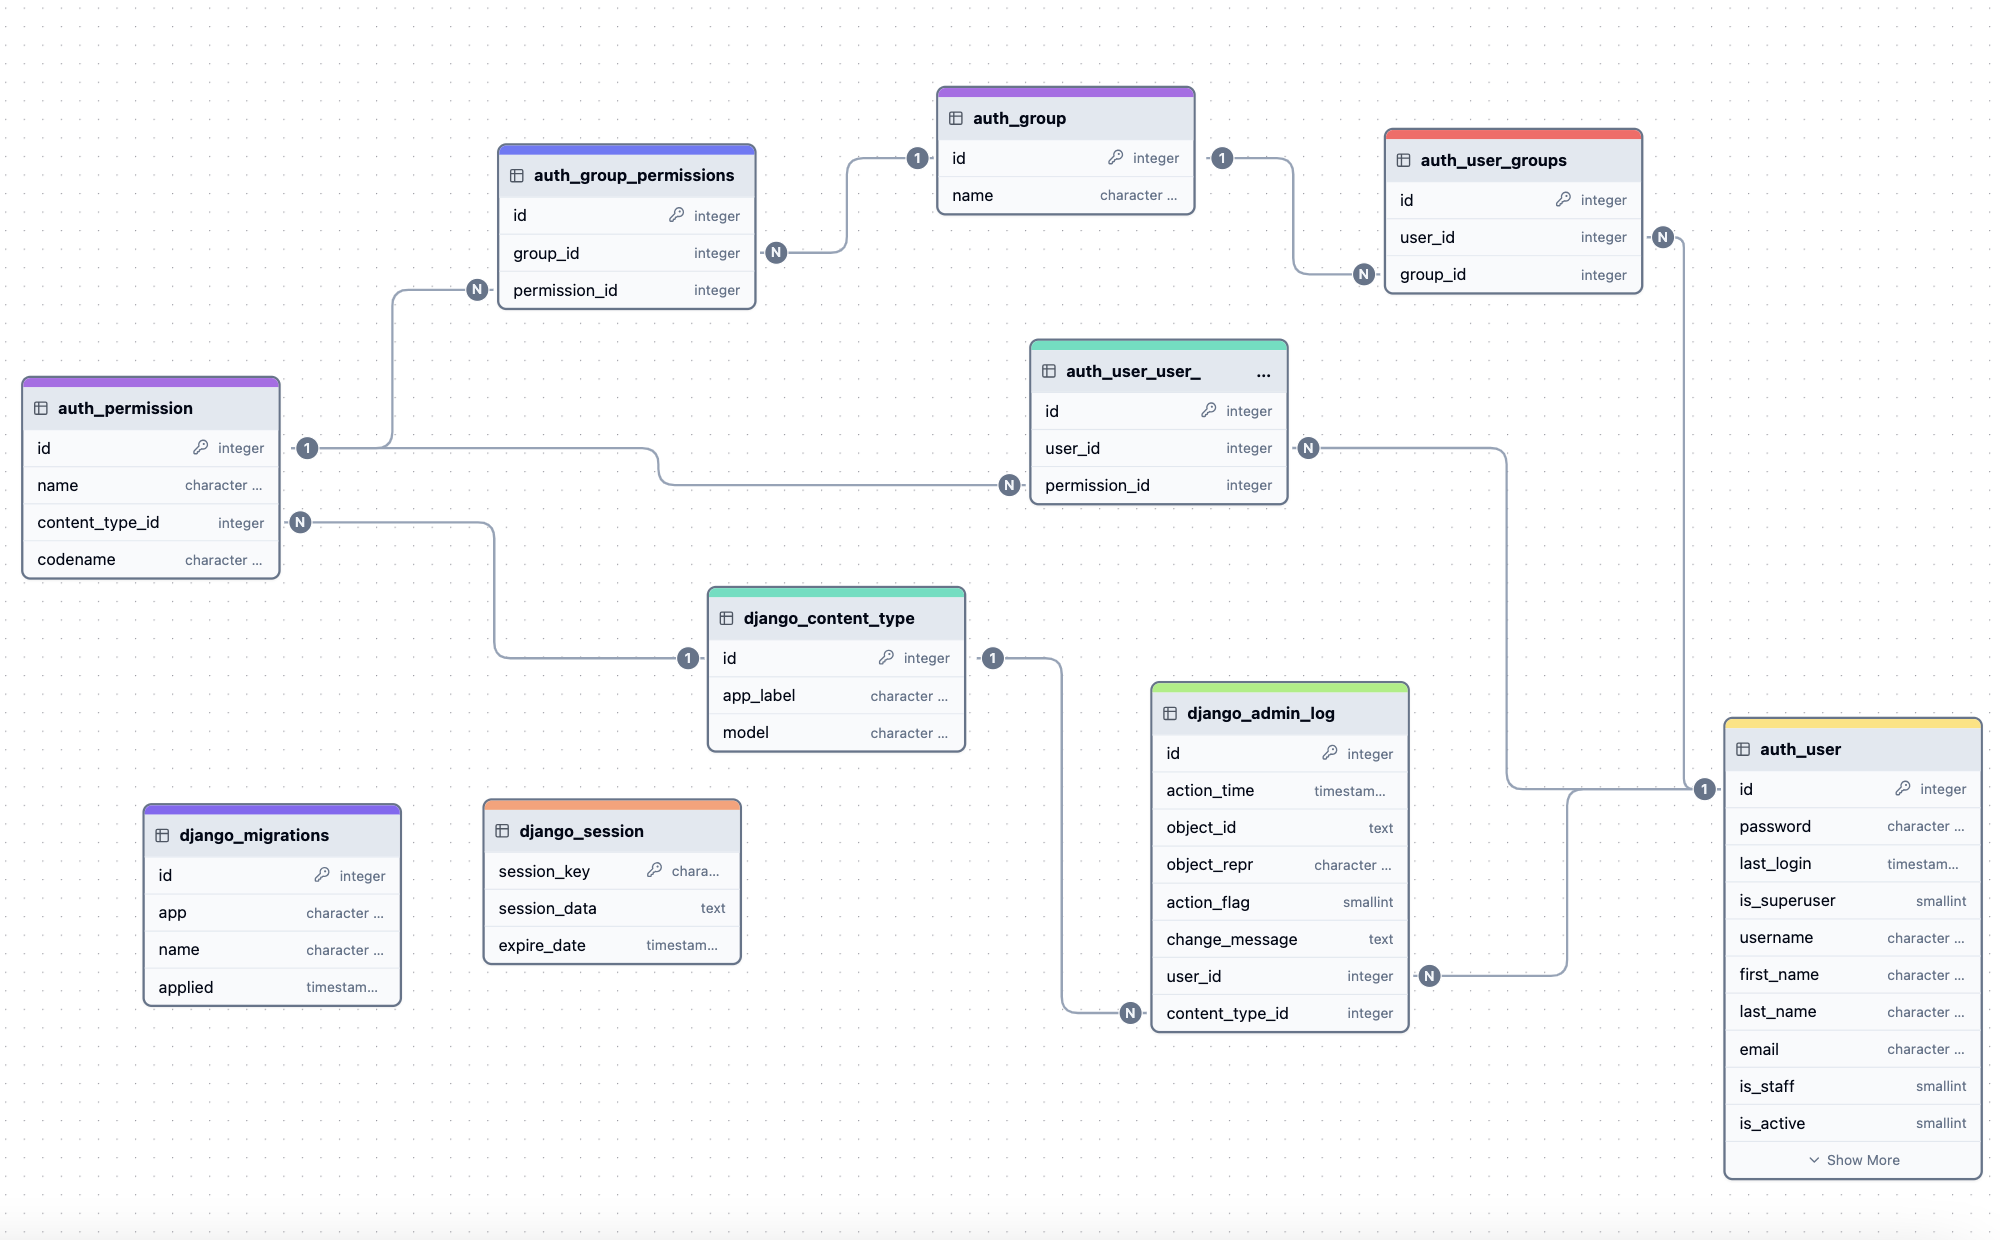 auth_group
id integer
name character ...
auth_user_groups
id integer
user_id integer
group_id integer
auth_group_permissions
id integer
group_id integer
permission_id integer
1
1
N
N
N
N
auth_user_user_ ...
id integer
user_id integer
permission_id integer
auth_permission
id integer
name character ...
content_type_id integer
codename character ...
1
N
N
N
django_content_type
id integer
app_label character ...
model character ...
1
1
django_admin_log
id integer
action_time timestam...
object_id text
object_repr character ...
action_flag smallint
change_message text
user_id integer
content_type_id integer
N
N
auth_user
1
id integer
password character ...
last_login timestam...
is_superuser smallint
username character ...
first_name character ...
last_name character ...
email character ...
is_staff smallint
is_active smallint
Show More
django_migrations
id integer
app character ...
name character ...
applied timestam...
django_session
session_key chara...
session_data text
expire_date timestam...